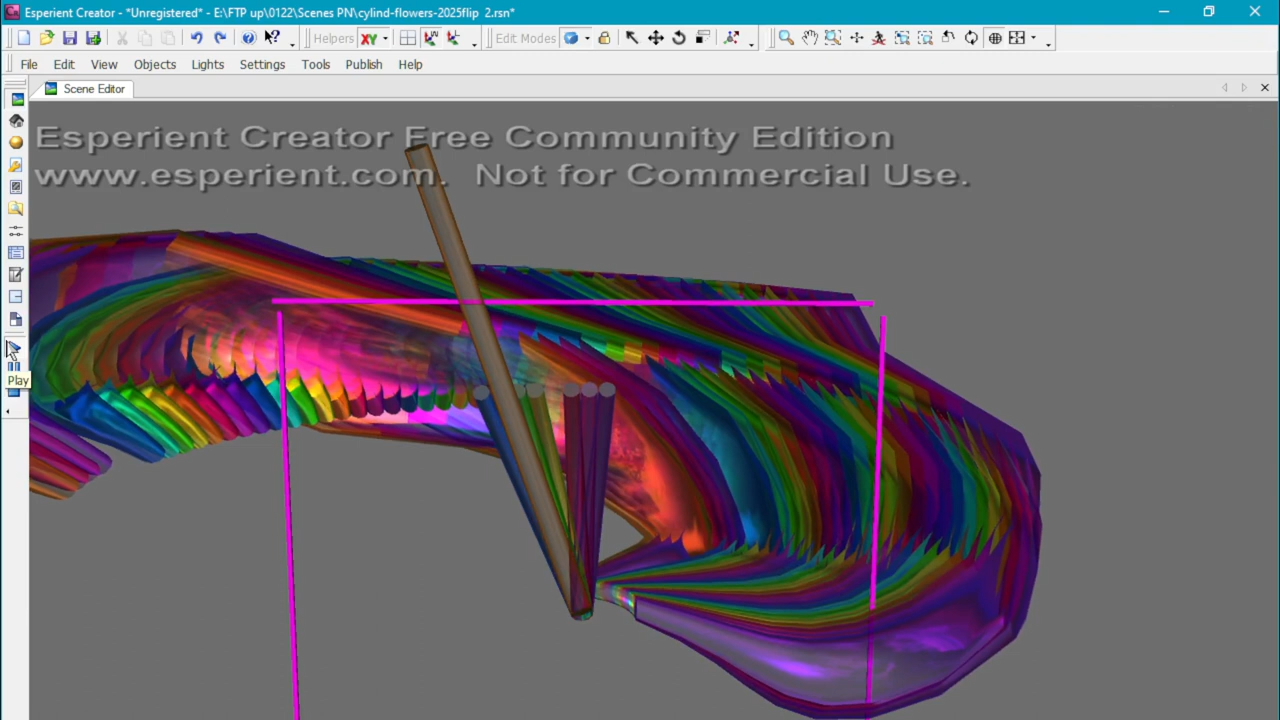 Esperient Creator - *Unregistered* - E:\FTP up\0122\Scenes PN\cylind-flowers-2025flip  2.rsn*
Helpers XY Edit Modes
File Edit View Objects Lights Settings Tools Publish Help
Scene Editor
Esperient Creator Free Community Edition
www.esperient.com.  Not for Commercial Use.
Play